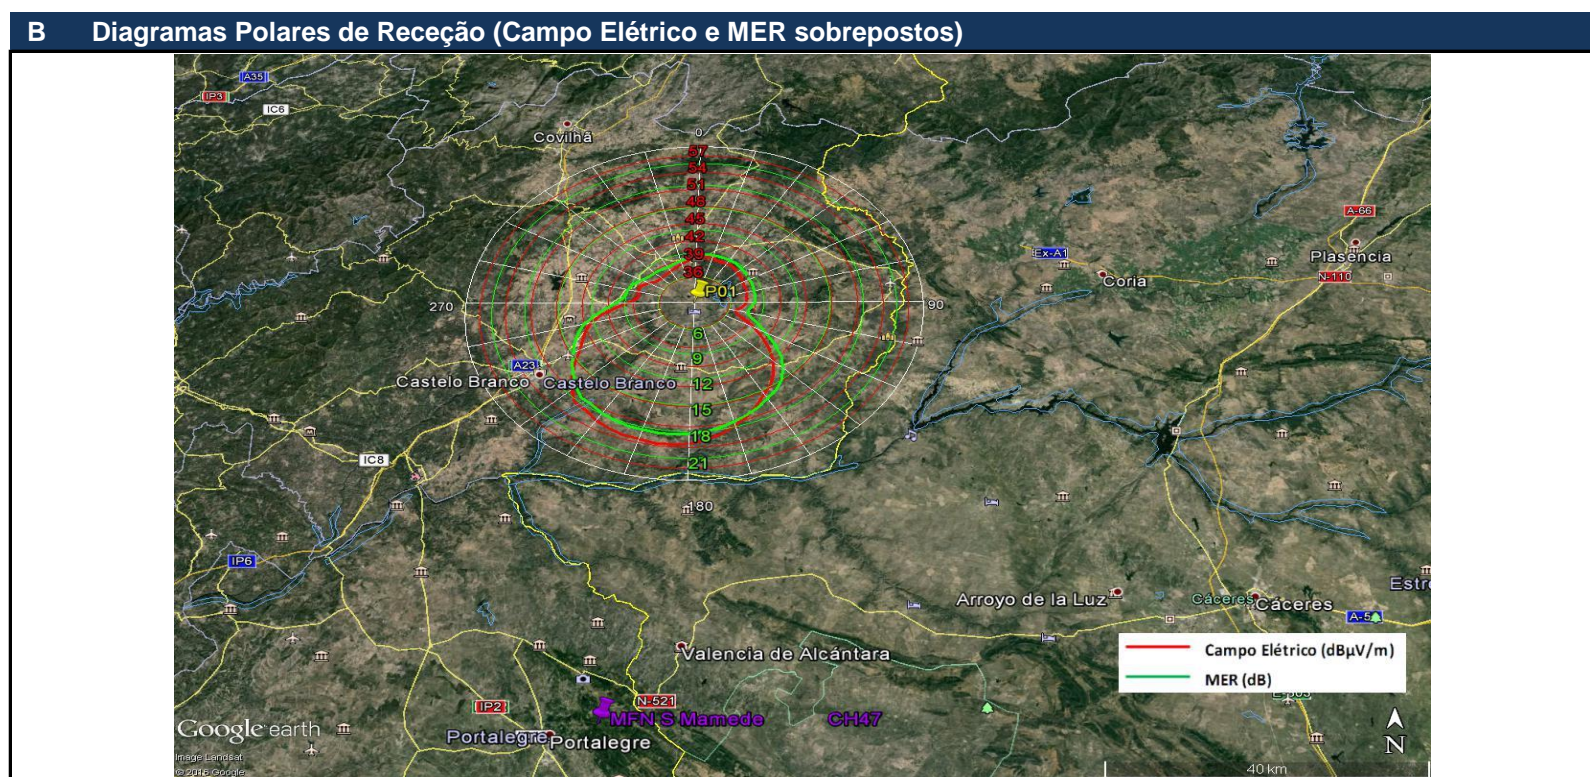 B Diagramas Polares de Receção (Campo Elétrico e MER sobrepostos)
A35
IP3
IC6
Covilhã
0
57
54
51
48
45
42
39
36
P01
270
90
6
9
12
15
18
21
180
A23
Castelo Branco
Castelo Branco
IC8
IP6
Ex-A1
Coria
A-66
Plasencia
N-110
Arroyo de la Luz
Cáceres
Cáceres
Valencia de Alcántara
N-521
IP2
MFN S Mamede CH47
Portalegre
Portalegre
Campo Elétrico (dBµV/m)
MER (dB)
N
40 km
Google earth
Image Landsat